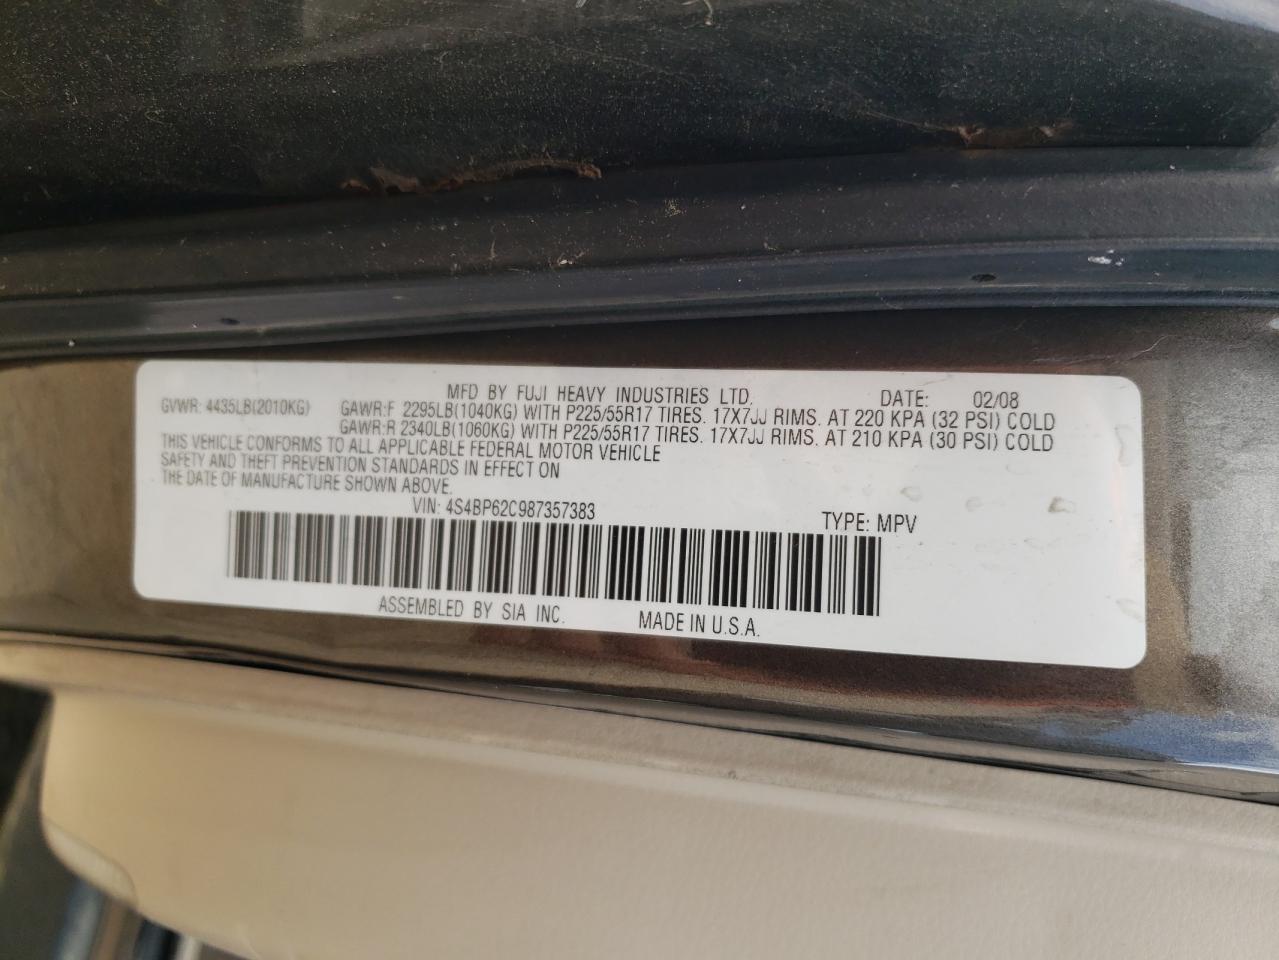 MFD BY FUJI HEAVY INDUSTRIES LTD. DATE: 02/08
GVWR: 4435LB(2010KG) GAWR:F 2295LB(1040KG) WITH P225/55R17 TIRES. 17X7JJ RIMS. AT 220 KPA (32 PSI) COLD
GAWR:R 2340LB(1060KG) WITH P225/55R17 TIRES. 17X7JJ RIMS. AT 210 KPA (30 PSI) COLD
THIS VEHICLE CONFORMS TO ALL APPLICABLE FEDERAL MOTOR VEHICLE
SAFETY AND THEFT PREVENTION STANDARDS IN EFFECT ON
THE DATE OF MANUFACTURE SHOWN ABOVE.
VIN: 4S4BP62C987357383 TYPE: MPV
ASSEMBLED BY SIA INC. MADE IN U.S.A.